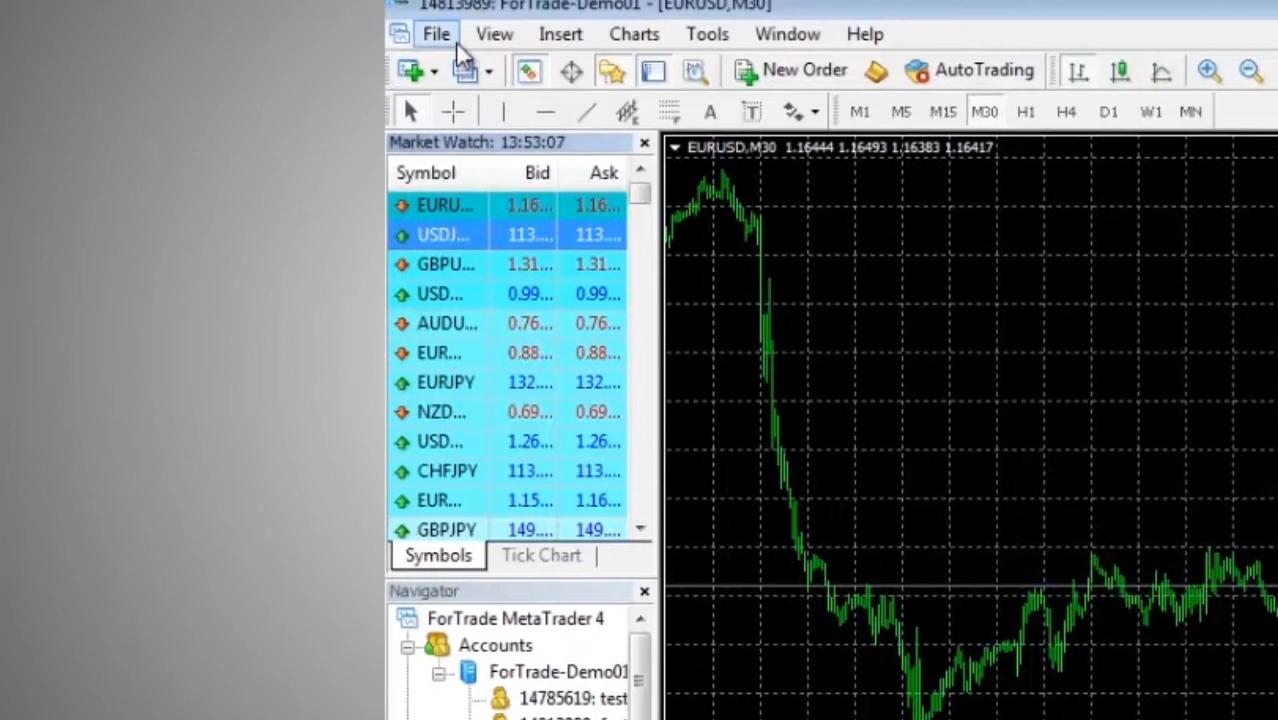 14813989: ForTrade-Demo01 - [EURUSD,M30]
File View Insert Charts Tools Window Help
New Order AutoTrading
A T M1 M5 M15 M30 H1 H4 D1 W1 MN
Market Watch: 13:53:07
EURUSD,M30 1.16444 1.16493 1.16383 1.16417
Symbol Bid Ask
EURU... 1.16... 1.16...
USDJ... 113.... 113....
GBPU... 1.31... 1.31...
USD... 0.99... 0.99...
AUDU... 0.76... 0.76...
EUR... 0.88... 0.88...
EURJPY 132.... 132....
NZD... 0.69... 0.69...
USD... 1.26... 1.26...
CHFJPY 113.... 113....
EUR... 1.15... 1.16...
GBPJPY 149.... 149....
Symbols Tick Chart
Navigator
ForTrade MetaTrader 4
Accounts
ForTrade-Demo01
14785619: test